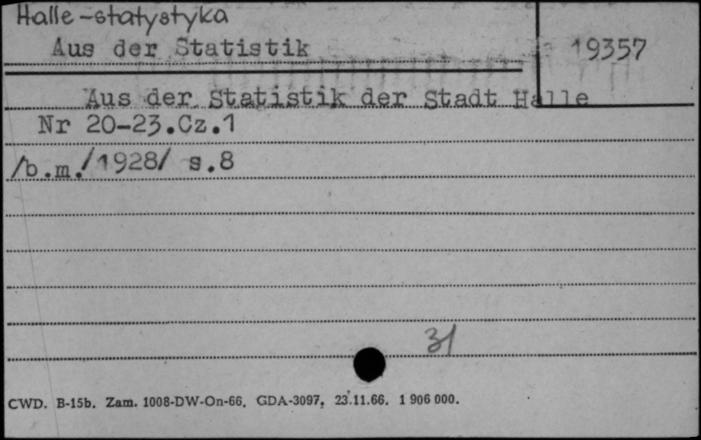 Halle-statystyka
Aus der Statistik
19357
Aus der Statistik der Stadt Halle
Nr 20-23.Cz.1
/b.m./1928/ s.8
31
CWD. B-15b. Zam. 1008-DW-On-66. GDA-3097. 23.11.66. 1 906 000.